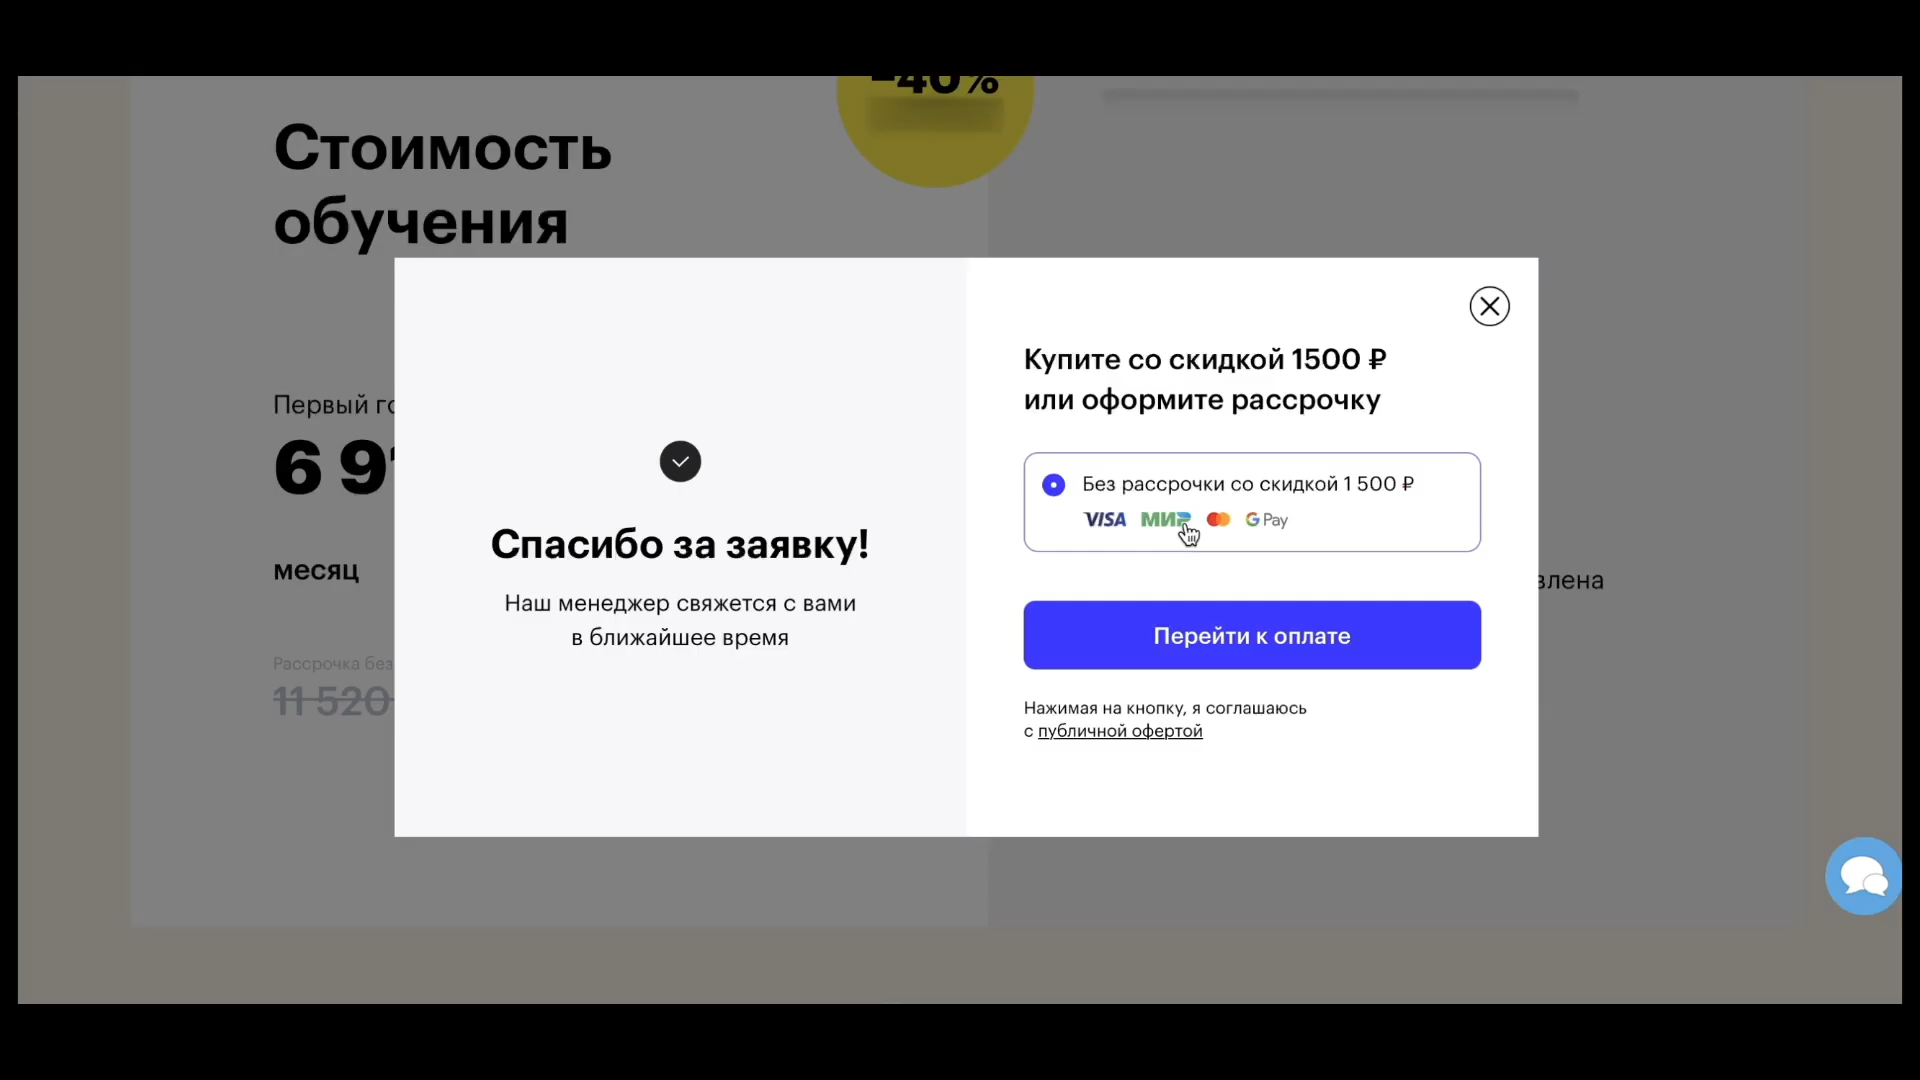 −40%
Стоимость
обучения
Первый
6 9
месяц
Рассрочка без
11 520
Спасибо за заявку!
Наш менеджер свяжется с вами
в ближайшее время
Купите со скидкой 1500 ₽
или оформите рассрочку
Без рассрочки со скидкой 1 500 ₽
VISA МИР G Pay
Перейти к оплате
Нажимая на кнопку, я соглашаюсь
с публичной офертой